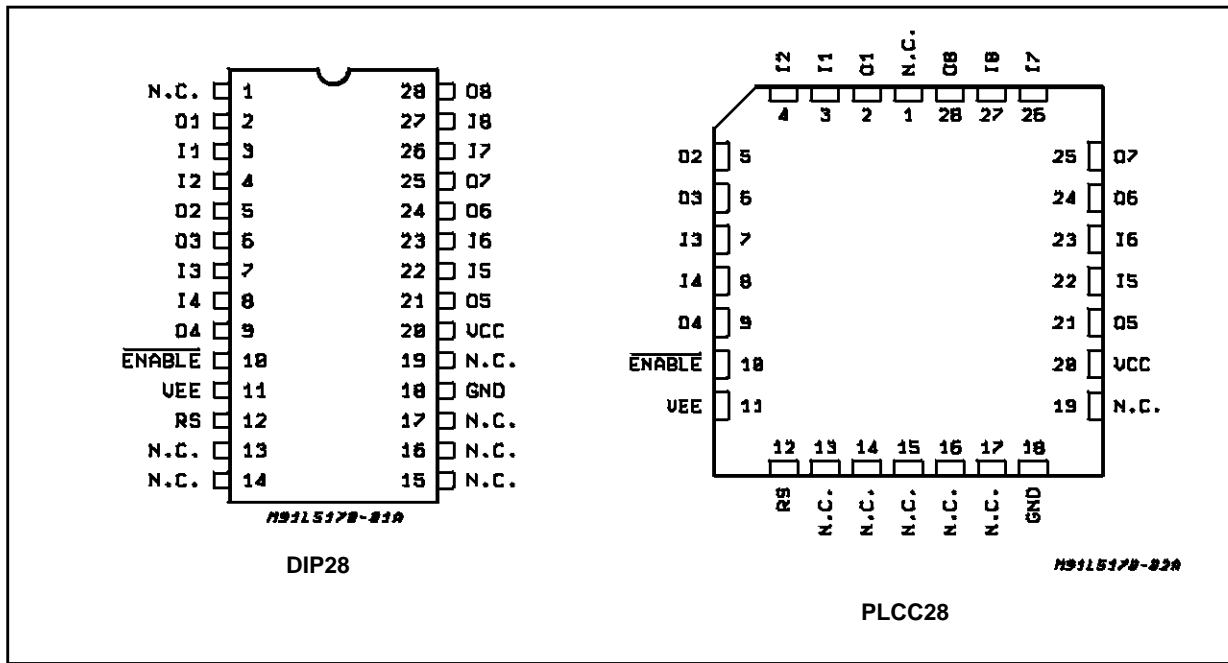 N.C. 1 28 O8
O1 2 27 I8
I1 3 26 I7
I2 4 25 O7
O2 5 24 O6
O3 6 23 I6
I3 7 22 I5
I4 8 21 O5
O4 9 20 VCC
ENABLE 10 19 N.C.
VEE 11 18 GND
RS 12 17 N.C.
N.C. 13 16 N.C.
N.C. 14 15 N.C.
M91L5170-01A
DIP28
I2 I1 O1 N.C. O8 I8 I7
4 3 2 1 28 27 26
O2 5 25 O7
O3 6 24 O6
I3 7 23 I6
I4 8 22 I5
O4 9 21 O5
ENABLE 10 20 VCC
VEE 11 19 N.C.
12 13 14 15 16 17 18
RS N.C. N.C. N.C. N.C. N.C. GND
M91L5170-02A
PLCC28